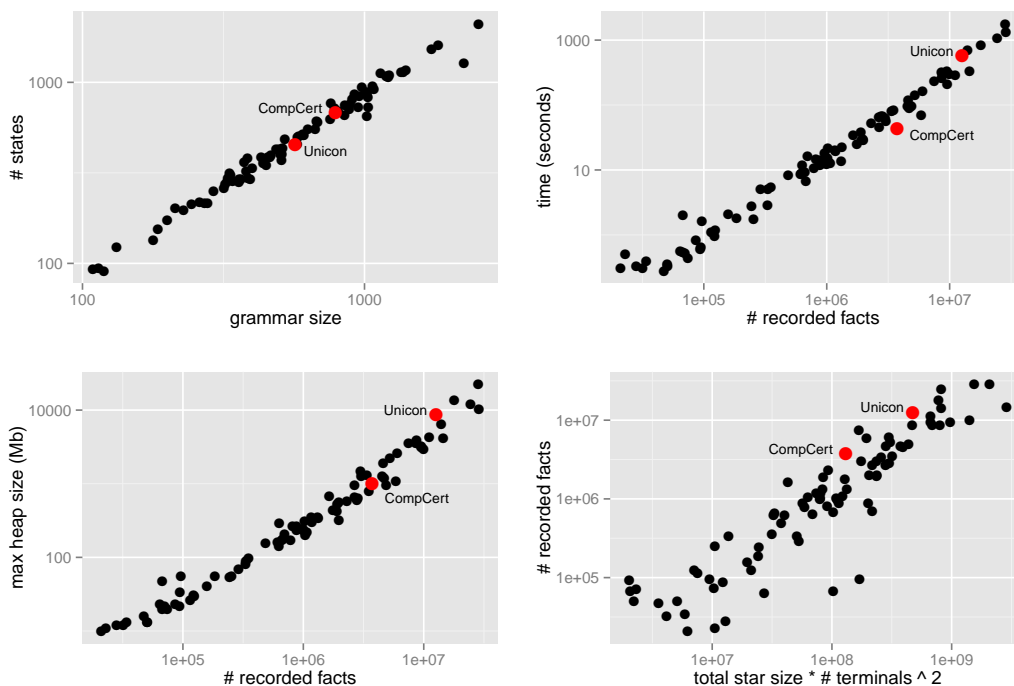 # states
1000
100
CompCert
Unicon
100
1000
grammar size
time (seconds)
1000
10
Unicon
CompCert
1e+05
1e+06
1e+07
# recorded facts
max heap size (Mb)
10000
100
Unicon
CompCert
1e+05
1e+06
1e+07
# recorded facts
# recorded facts
1e+07
1e+06
1e+05
Unicon
CompCert
1e+07
1e+08
1e+09
total star size * # terminals ^ 2